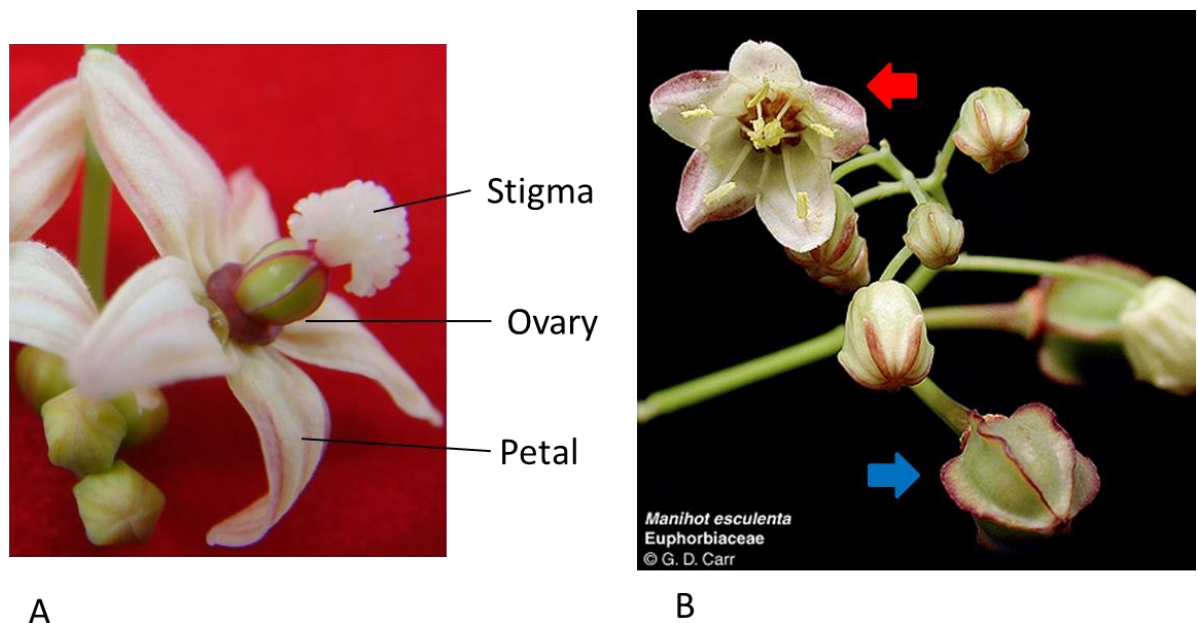 Stigma
Ovary
Petal
Manihot esculenta
Euphorbiaceae
© G. D. Carr
A
B